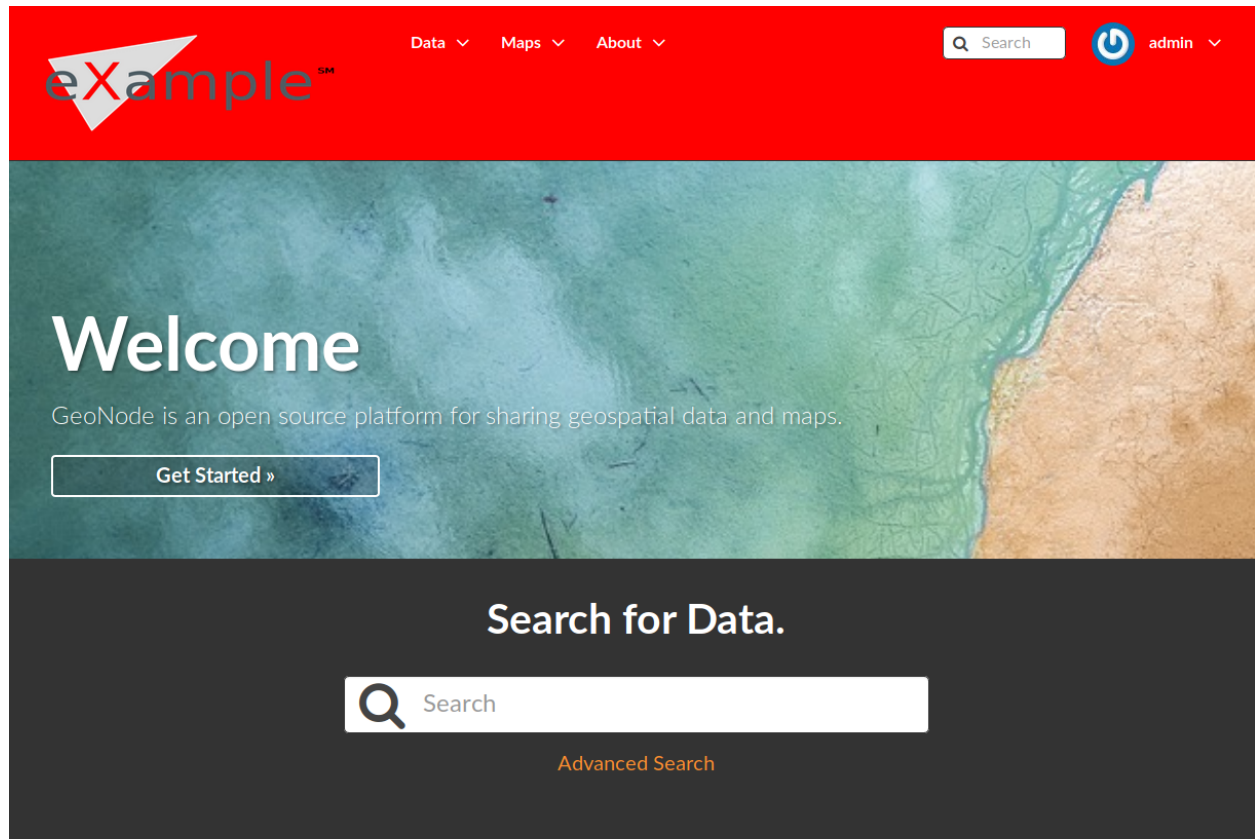 eXample℠
Data Maps About Search admin
Welcome
GeoNode is an open source platform for sharing geospatial data and maps.
Get Started »
Search for Data.
Search
Advanced Search